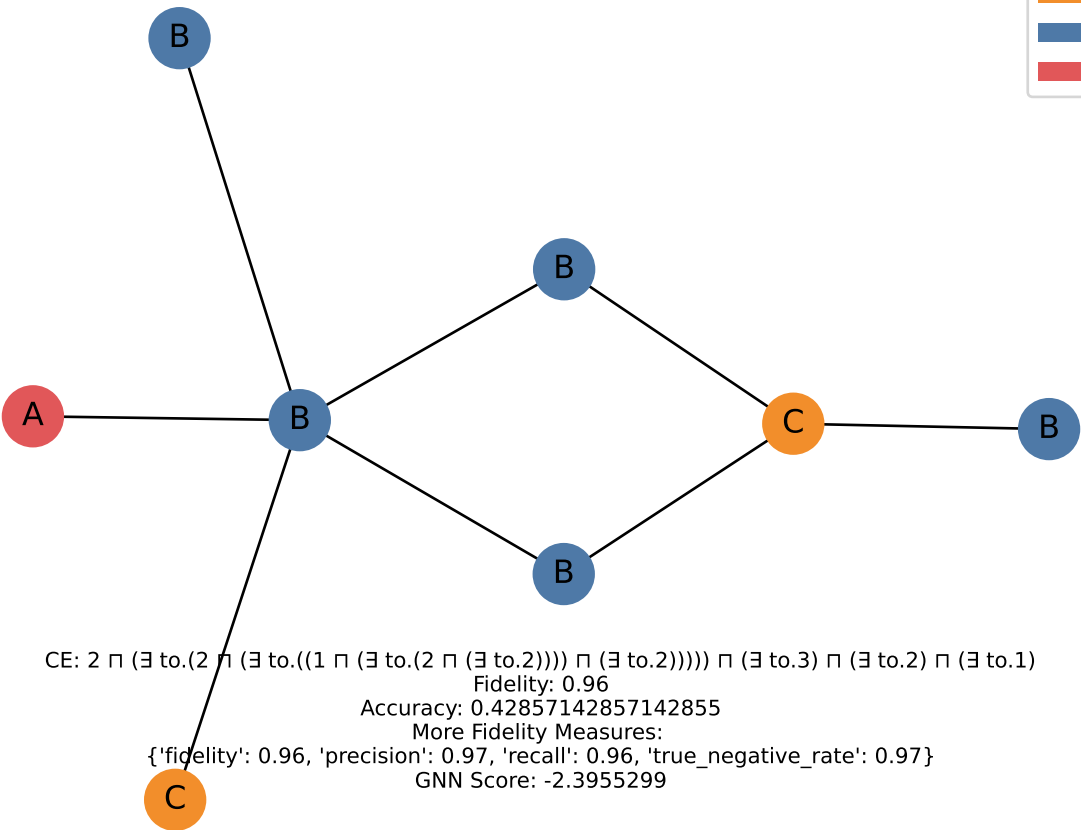 B
B
A
B
C
B
B
CE: 2 ⊓ (∃ to.(2 ⊓ (∃ to.((1 ⊓ (∃ to.(2 ⊓ (∃ to.2)))) ⊓ (∃ to.2))))) ⊓ (∃ to.3) ⊓ (∃ to.2) ⊓ (∃ to.1)
Fidelity: 0.96
Accuracy: 0.42857142857142855
More Fidelity Measures:
{'fidelity': 0.96, 'precision': 0.97, 'recall': 0.96, 'true_negative_rate': 0.97}
GNN Score: -2.3955299
C